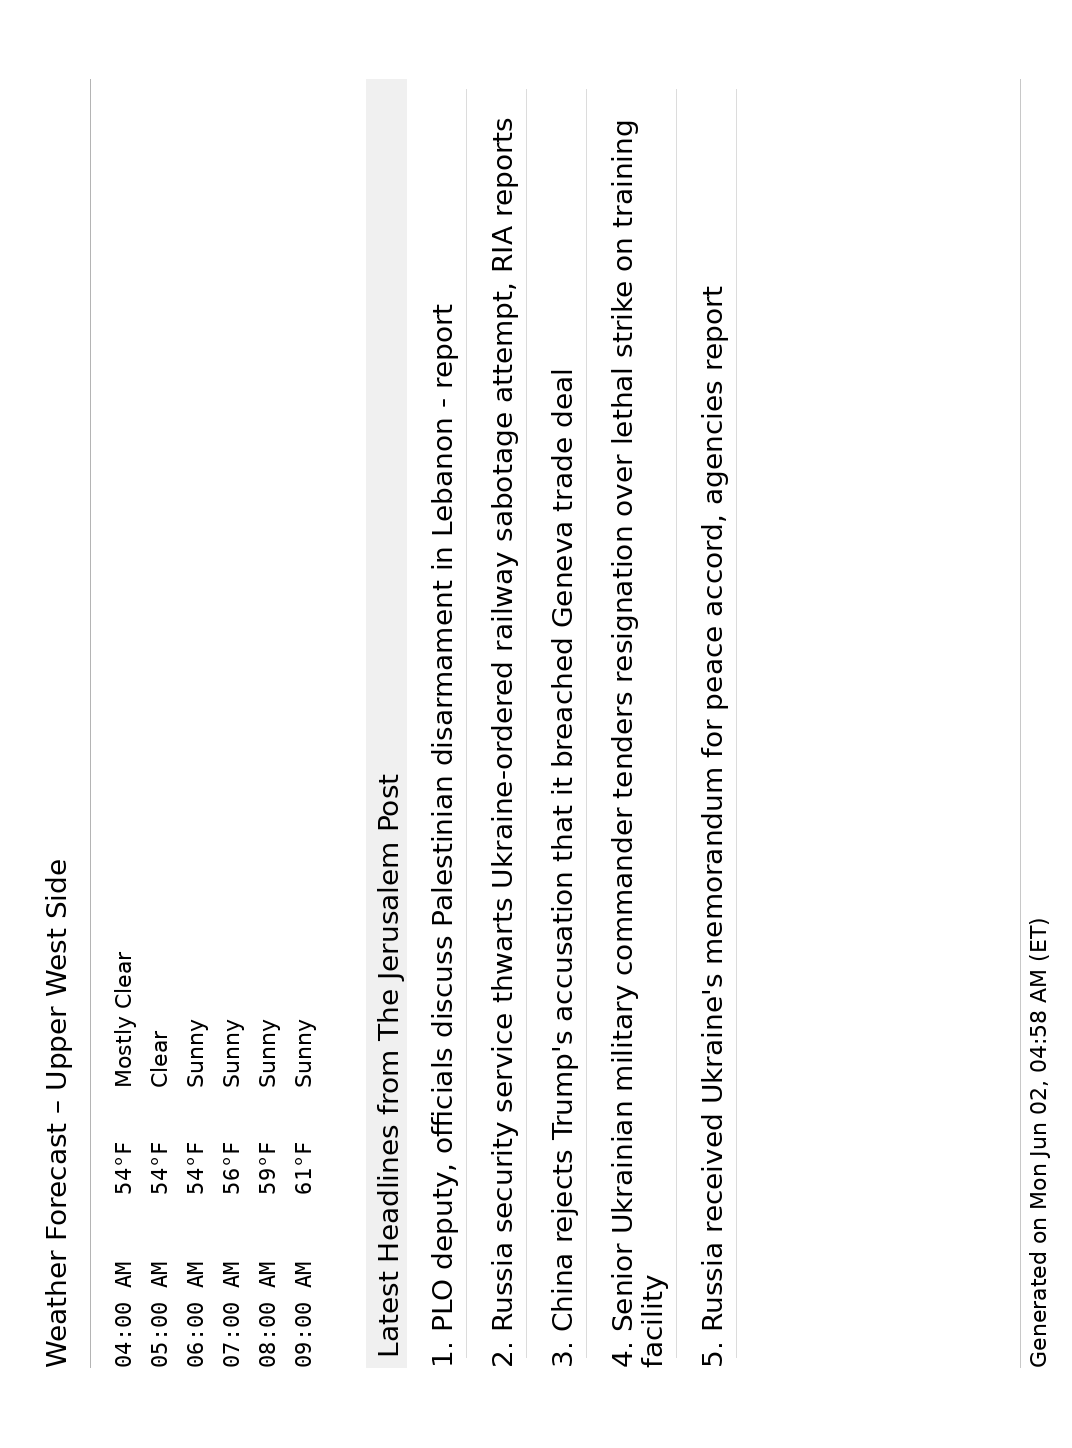 Weather Forecast – Upper West Side
04:00 AM 54°F Mostly Clear
05:00 AM 54°F Clear
06:00 AM 54°F Sunny
07:00 AM 56°F Sunny
08:00 AM 59°F Sunny
09:00 AM 61°F Sunny
Latest Headlines from The Jerusalem Post
1. PLO deputy, officials discuss Palestinian disarmament in Lebanon - report
2. Russia security service thwarts Ukraine-ordered railway sabotage attempt, RIA reports
3. China rejects Trump's accusation that it breached Geneva trade deal
4. Senior Ukrainian military commander tenders resignation over lethal strike on training
facility
5. Russia received Ukraine's memorandum for peace accord, agencies report
Generated on Mon Jun 02, 04:58 AM (ET)